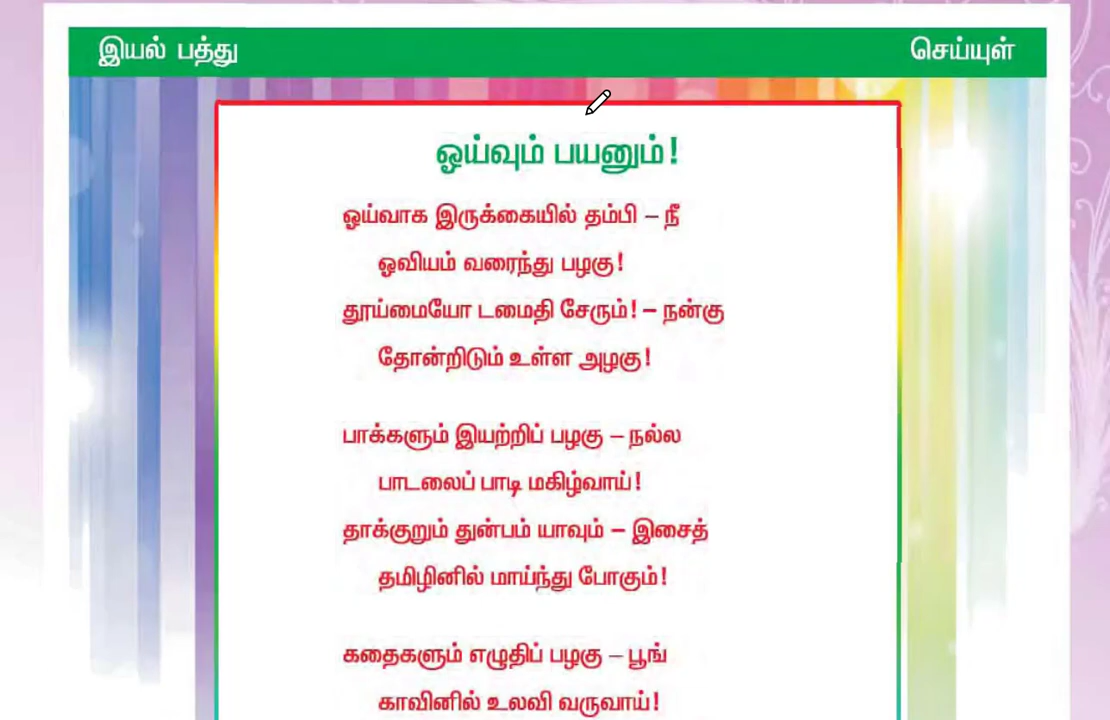 இயல் பத்து
செய்யுள்
ஓய்வும் பயனும்!
ஓய்வாக இருக்கையில் தம்பி – நீ
ஓவியம் வரைந்து பழகு!
தூய்மையோ டமைதி சேரும்! – நன்கு
தோன்றிடும் உள்ள அழகு!
பாக்களும் இயற்றிப் பழகு – நல்ல
பாடலைப் பாடி மகிழ்வாய்!
தாக்குறும் துன்பம் யாவும் – இசைத்
தமிழினில் மாய்ந்து போகும்!
கதைகளும் எழுதிப் பழகு – பூங்
காவினில் உலவி வருவாய்!